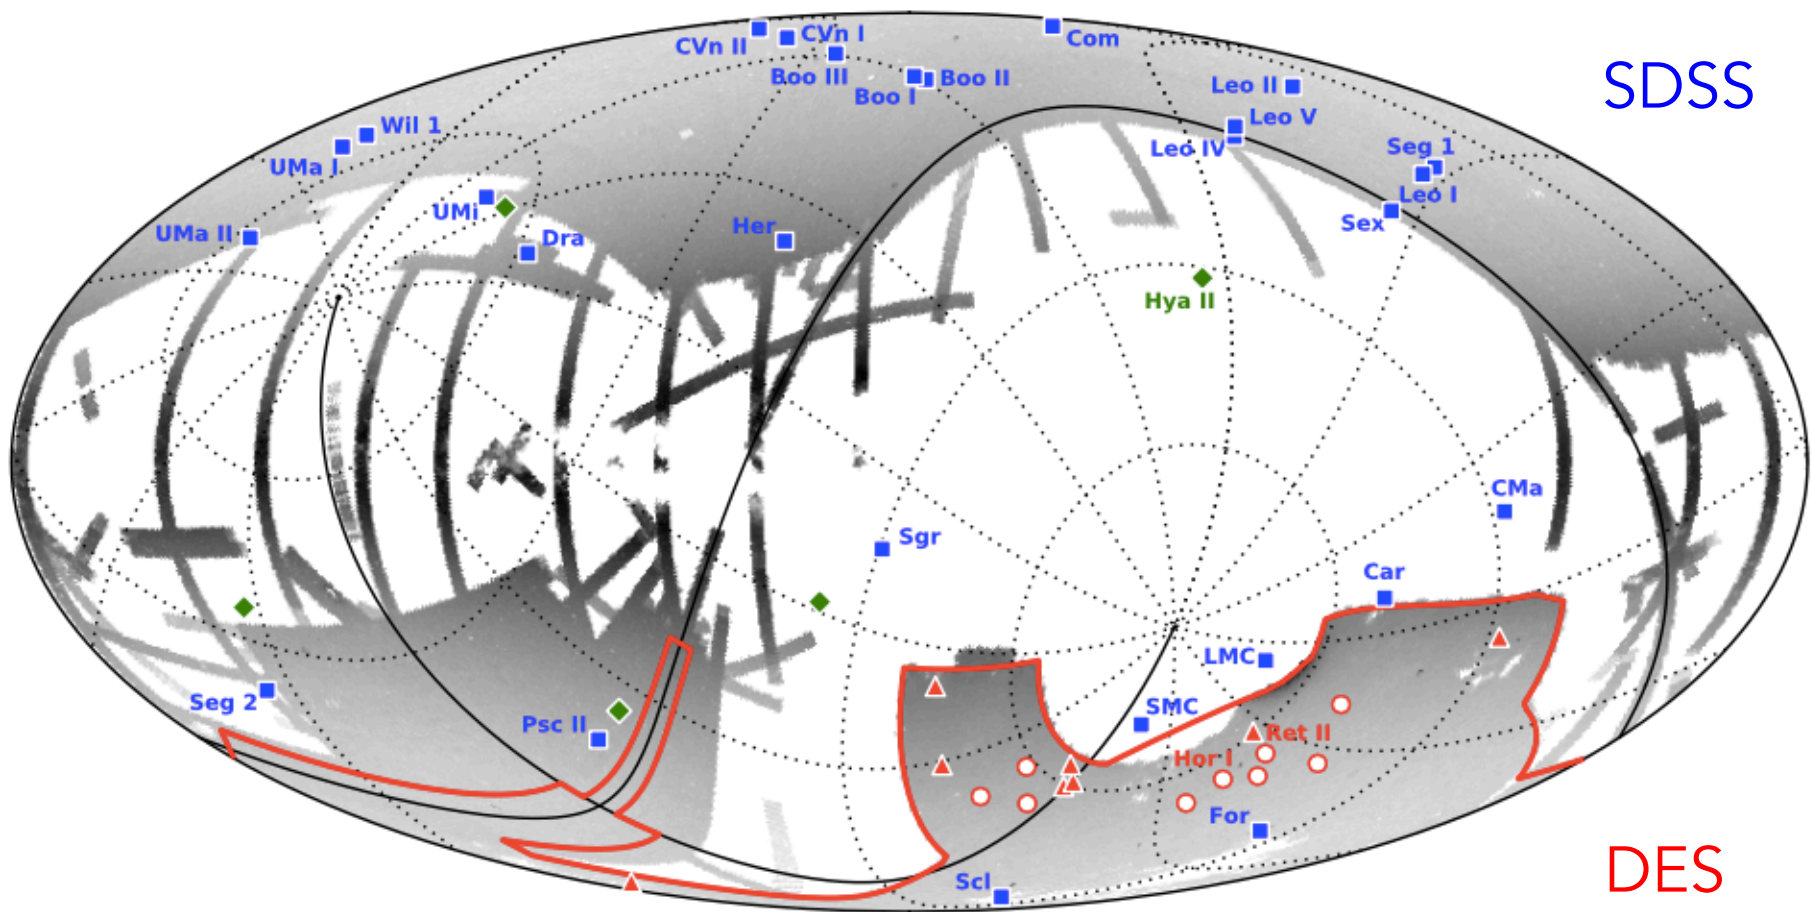 CVn II
CVn I
Com
Boo III
Boo I
Boo II
Leo II
SDSS
Wil 1
UMa I
Leo V
Leo IV
Seg 1
Leo I
UMi
UMa II
Dra
Her
Sex
Hya II
CMa
Sgr
Car
LMC
Seg 2
Psc II
SMC
Ret II
Hor I
For
Scl
DES